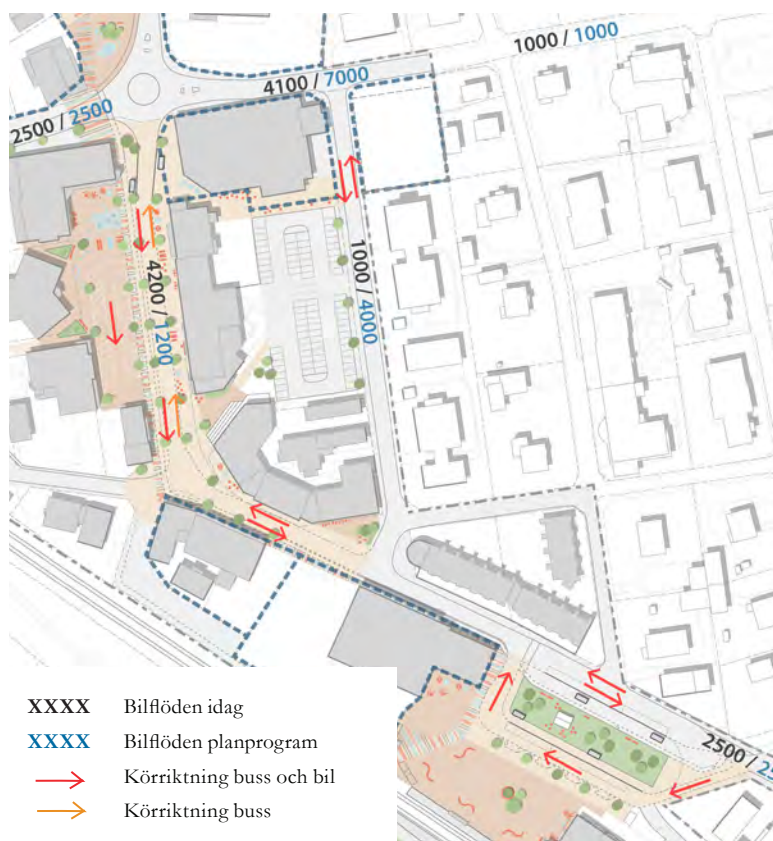 1000 / 1000
4100 / 7000
2500 / 2500
1000 / 4000
4200 / 1200
2500 /
XXXX Bilflöden idag
XXXX Bilflöden planprogram
Körriktning buss och bil
Körriktning buss